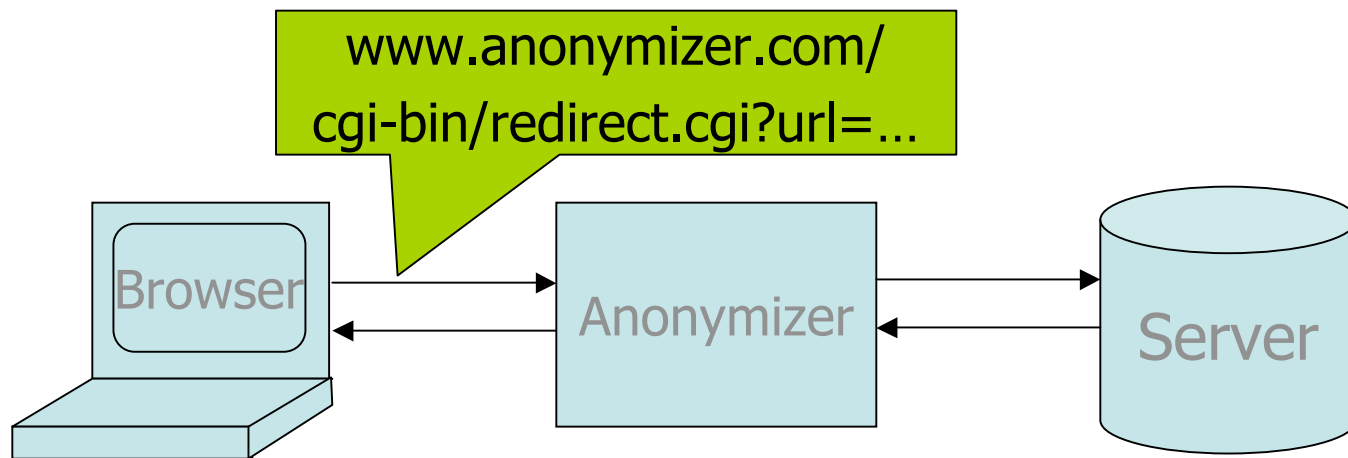 www.anonymizer.com/
cgi-bin/redirect.cgi?url=…
Browser
Anonymizer
Server